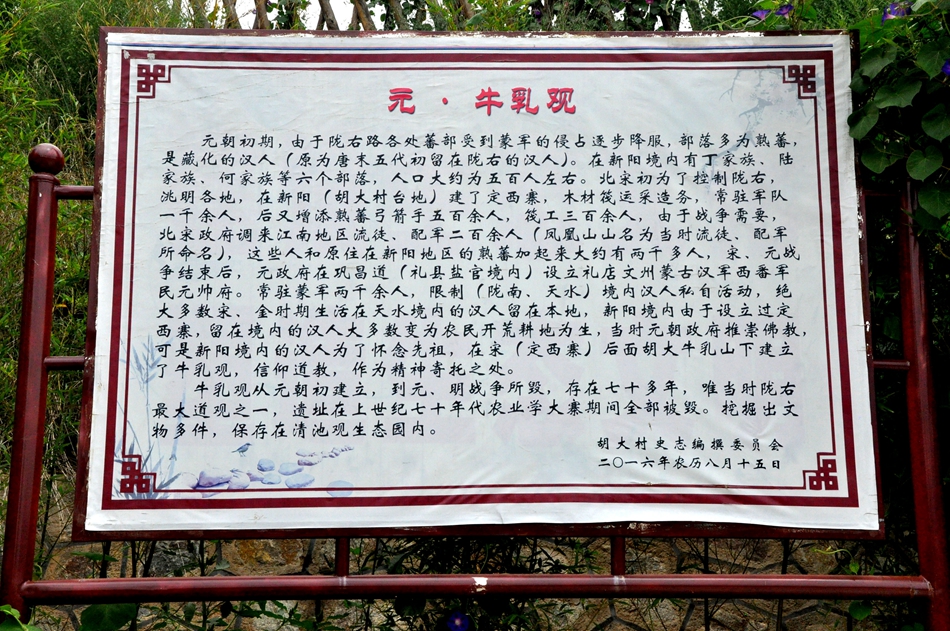 元·牛乳观
元朝初期，由于陇右路各处蕃部受到蒙军的侵占逐步降服，部落多为熟蕃，
是藏化的汉人（原为唐末五代初留在陇右的汉人）。在新阳境内有丁家族、陆
家族、何家族等六个部落，人口大约为五百人左右。北宋初为了控制陇右，
洮明各地，在新阳（胡大村台地）建了定西寨，木材筏运采造务，常驻军队
一千余人，后又增添熟蕃弓箭手五百余人，筏工三百余人，由于战争需要，
北宋政府调来江南地区流徒、配军二百余人（凤凰山山名为当时流徒、配军
所命名），这些人和原住在新阳地区的熟蕃加起来大约有两千多人，宋、元战
争结束后，元政府在巩昌道（礼县盐官境内）设立礼店文州蒙古汉军西番军
民元帅府。常驻蒙军两千余人，限制（陇南、天水）境内汉人私自活动，绝
大多数宋、金时期生活在天水境内的汉人留在本地，新阳境内由于设立过定
西寨，留在境内的汉人大多数变为农民开荒耕地为生，当时元朝政府推崇佛教，
可是新阳境内的汉人为了怀念先祖，在宋（定西寨）后面胡大牛乳山下建立
了牛乳观，信仰道教，作为精神寄托之处。
牛乳观从元朝初建立，到元、明战争所毁，存在七十多年，唯当时陇右
最大道观之一，遗址在上世纪七十年代农业学大寨期间全部被毁。挖掘出文
物多件，保存在清池观生态园内。
胡大村史志编撰委员会
二〇一六年农历八月十五日